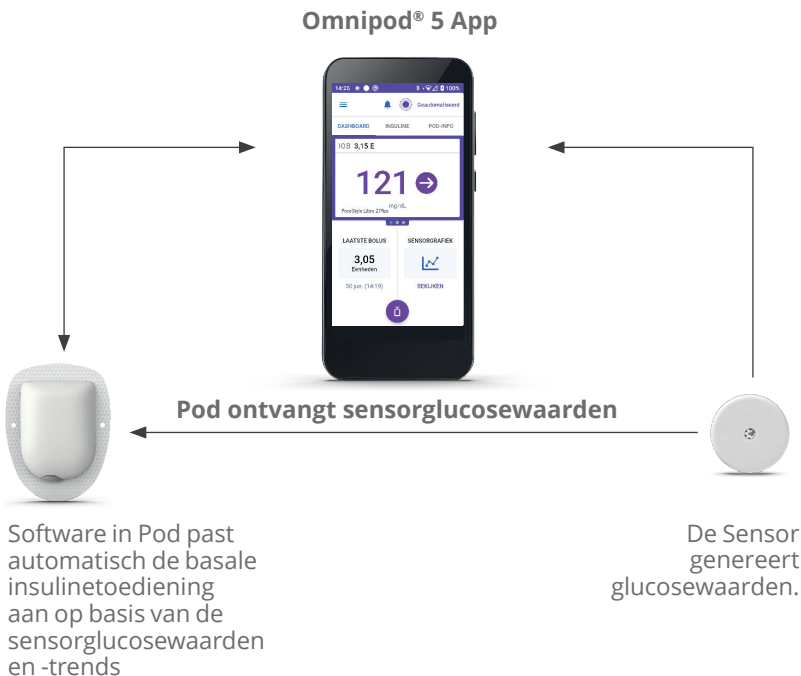 Omnipod® 5 App
14:25 100%
Geautomatiseerd
DASHBOARD INSULINE POD-INFO
IOB 3,15 E
121
mg/dL
FreeStyle Libre 2 Plus
LAATSTE BOLUS SENSORGRAFIEK
3,05
Eenheden
30 jun. (14:19) BEKIJKEN
Pod ontvangt sensorglucosewaarden
Software in Pod past
automatisch de basale
insulinetoediening
aan op basis van de
sensorglucosewaarden
en -trends
De Sensor
genereert
glucosewaarden.